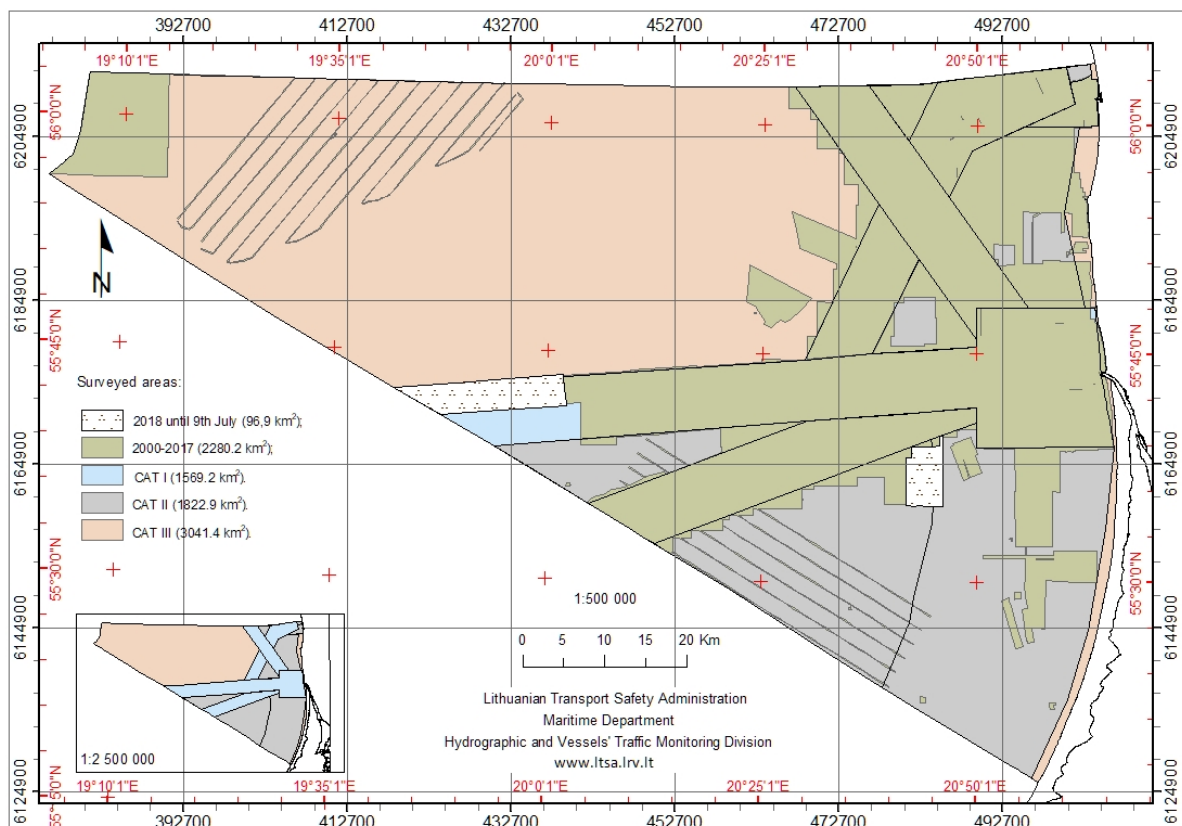 392700 412700 432700 452700 472700 492700
19°10'1"E 19°35'1"E 20°0'1"E 20°25'1"E 20°50'1"E
56°0'0"N 56°0'0"N
6204900 6204900
N
6184900 6184900
55°45'0"N 55°45'0"N
Surveyed areas:
2018 until 9th July (96,9 km²);
2000-2017 (2280.2 km²);
CAT I (1569.2 km²).
CAT II (1822.9 km²).
CAT III (3041.4 km²).
6164900 6164900
55°30'0"N 55°30'0"N
1:500 000
6144900 6144900
0 5 10 15 20 Km
Lithuanian Transport Safety Administration
Maritime Department
Hydrographic and Vessels' Traffic Monitoring Division
www.ltsa.lrv.lt
1:2 500 000
19°10'1"E 19°35'1"E 20°0'1"E 20°25'1"E 20°50'1"E
6124900 6124900
392700 412700 432700 452700 472700 492700